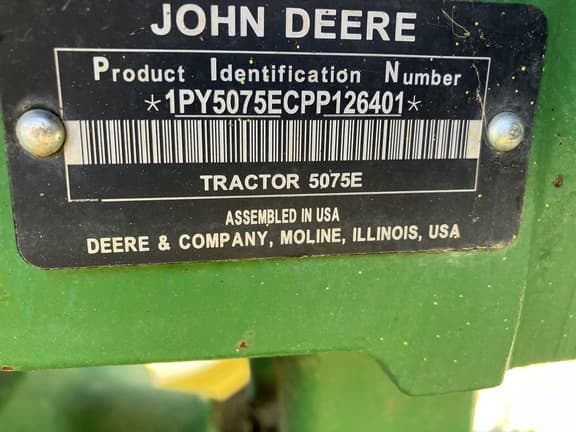 JOHN DEERE
Product Identification Number
*1PY5075ECPP126401*
TRACTOR 5075E
ASSEMBLED IN USA
DEERE & COMPANY, MOLINE, ILLINOIS, USA